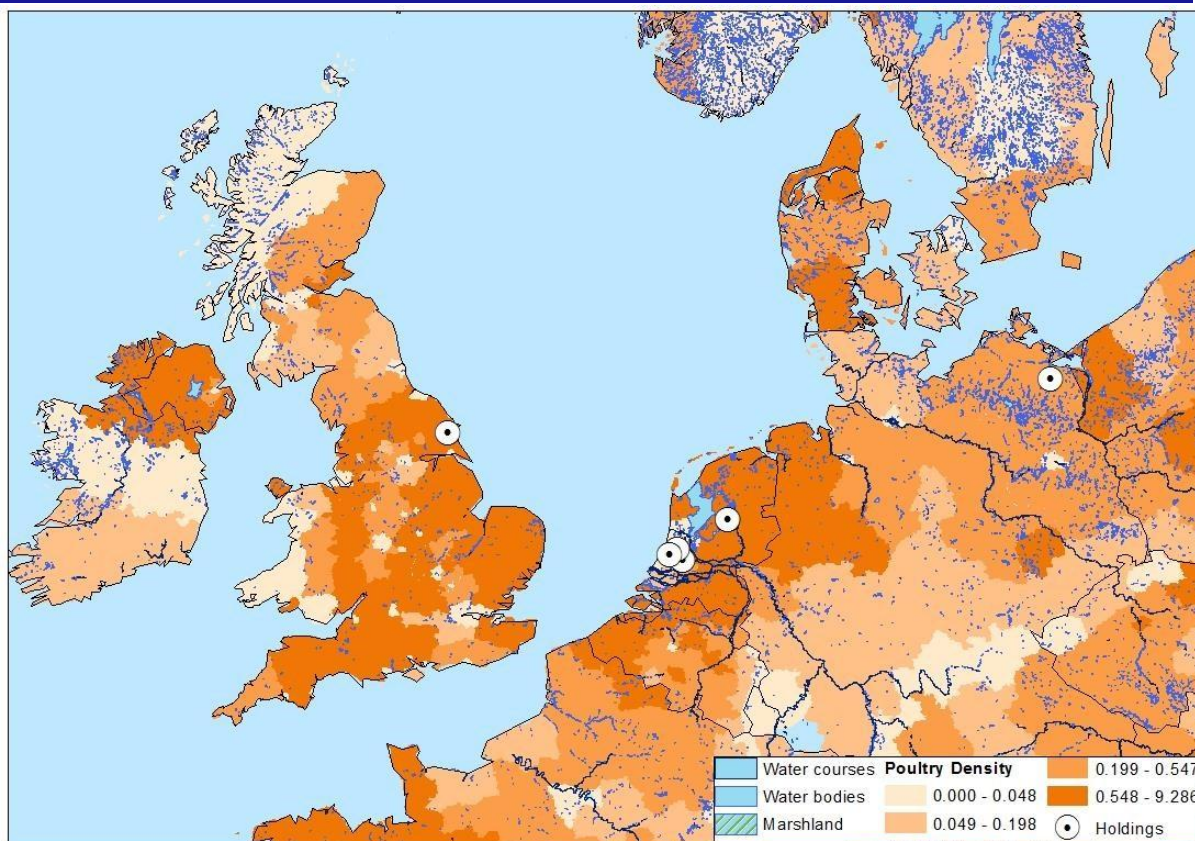 Water courses Poultry Density 0.199 - 0.547
Water bodies 0.000 - 0.048 0.548 - 9.286
Marshland 0.049 - 0.198 Holdings